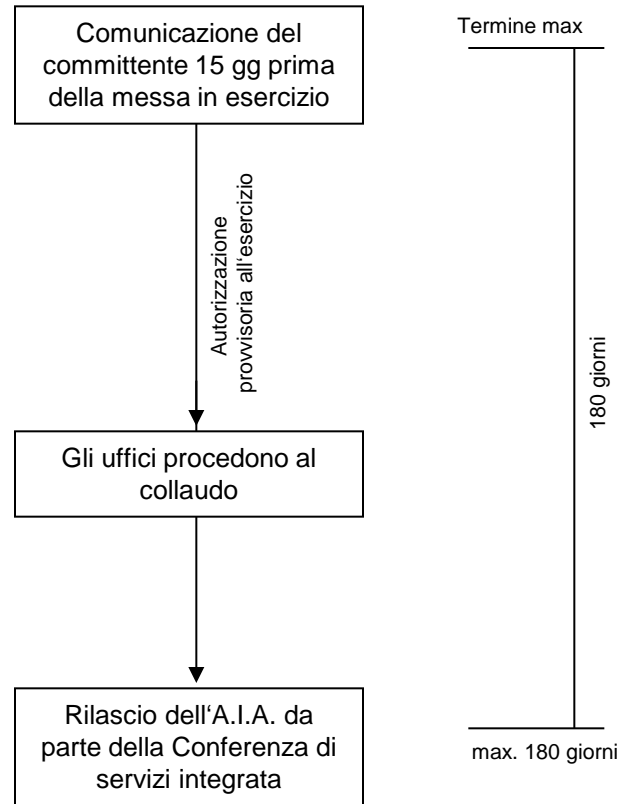 Comunicazione del
committente 15 gg prima
della messa in esercizio
Termine max
Autorizzazione
provvisoria all‘esercizio
180 giorni
Gli uffici procedono al
collaudo
Rilascio dell‘A.I.A. da
parte della Conferenza di
servizi integrata
max. 180 giorni